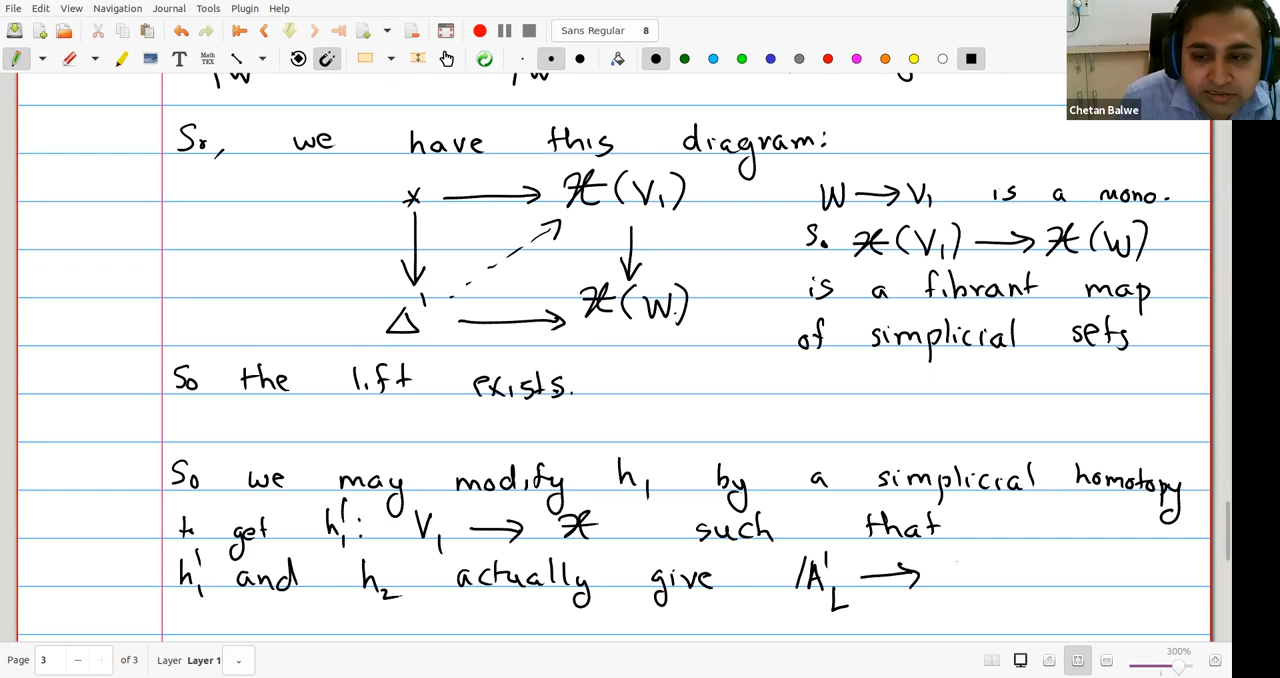 File Edit View Navigation Journal Tools Plugin Help
Sans Regular 8
Chetan Balwe
So, we have this diagram:
* → 𝓧(V₁)
W → V₁ is a mono.
So 𝓧(V₁) → 𝓧(W)
is a fibrant map
Δ¹ → 𝓧(W)
of simplicial sets
So the lift exists.
So we may modify h₁ by a simplicial homotopy
to get h₁': V₁ → 𝓧 such that
h₁' and h₂ actually give 𝔸¹_L →
Page 3 of 3 Layer Layer 1
300%